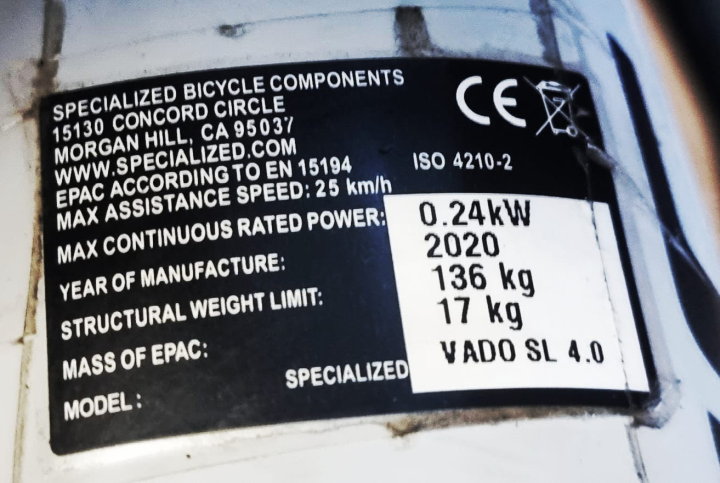 SPECIALIZED BICYCLE COMPONENTS
15130 CONCORD CIRCLE
MORGAN HILL, CA 95037
WWW.SPECIALIZED.COM
EPAC ACCORDING TO EN 15194 ISO 4210-2
MAX ASSISTANCE SPEED: 25 km/h
MAX CONTINUOUS RATED POWER: 0.24kW
YEAR OF MANUFACTURE: 2020
STRUCTURAL WEIGHT LIMIT: 136 kg
MASS OF EPAC: 17 kg
MODEL: SPECIALIZED VADO SL 4.0
CE